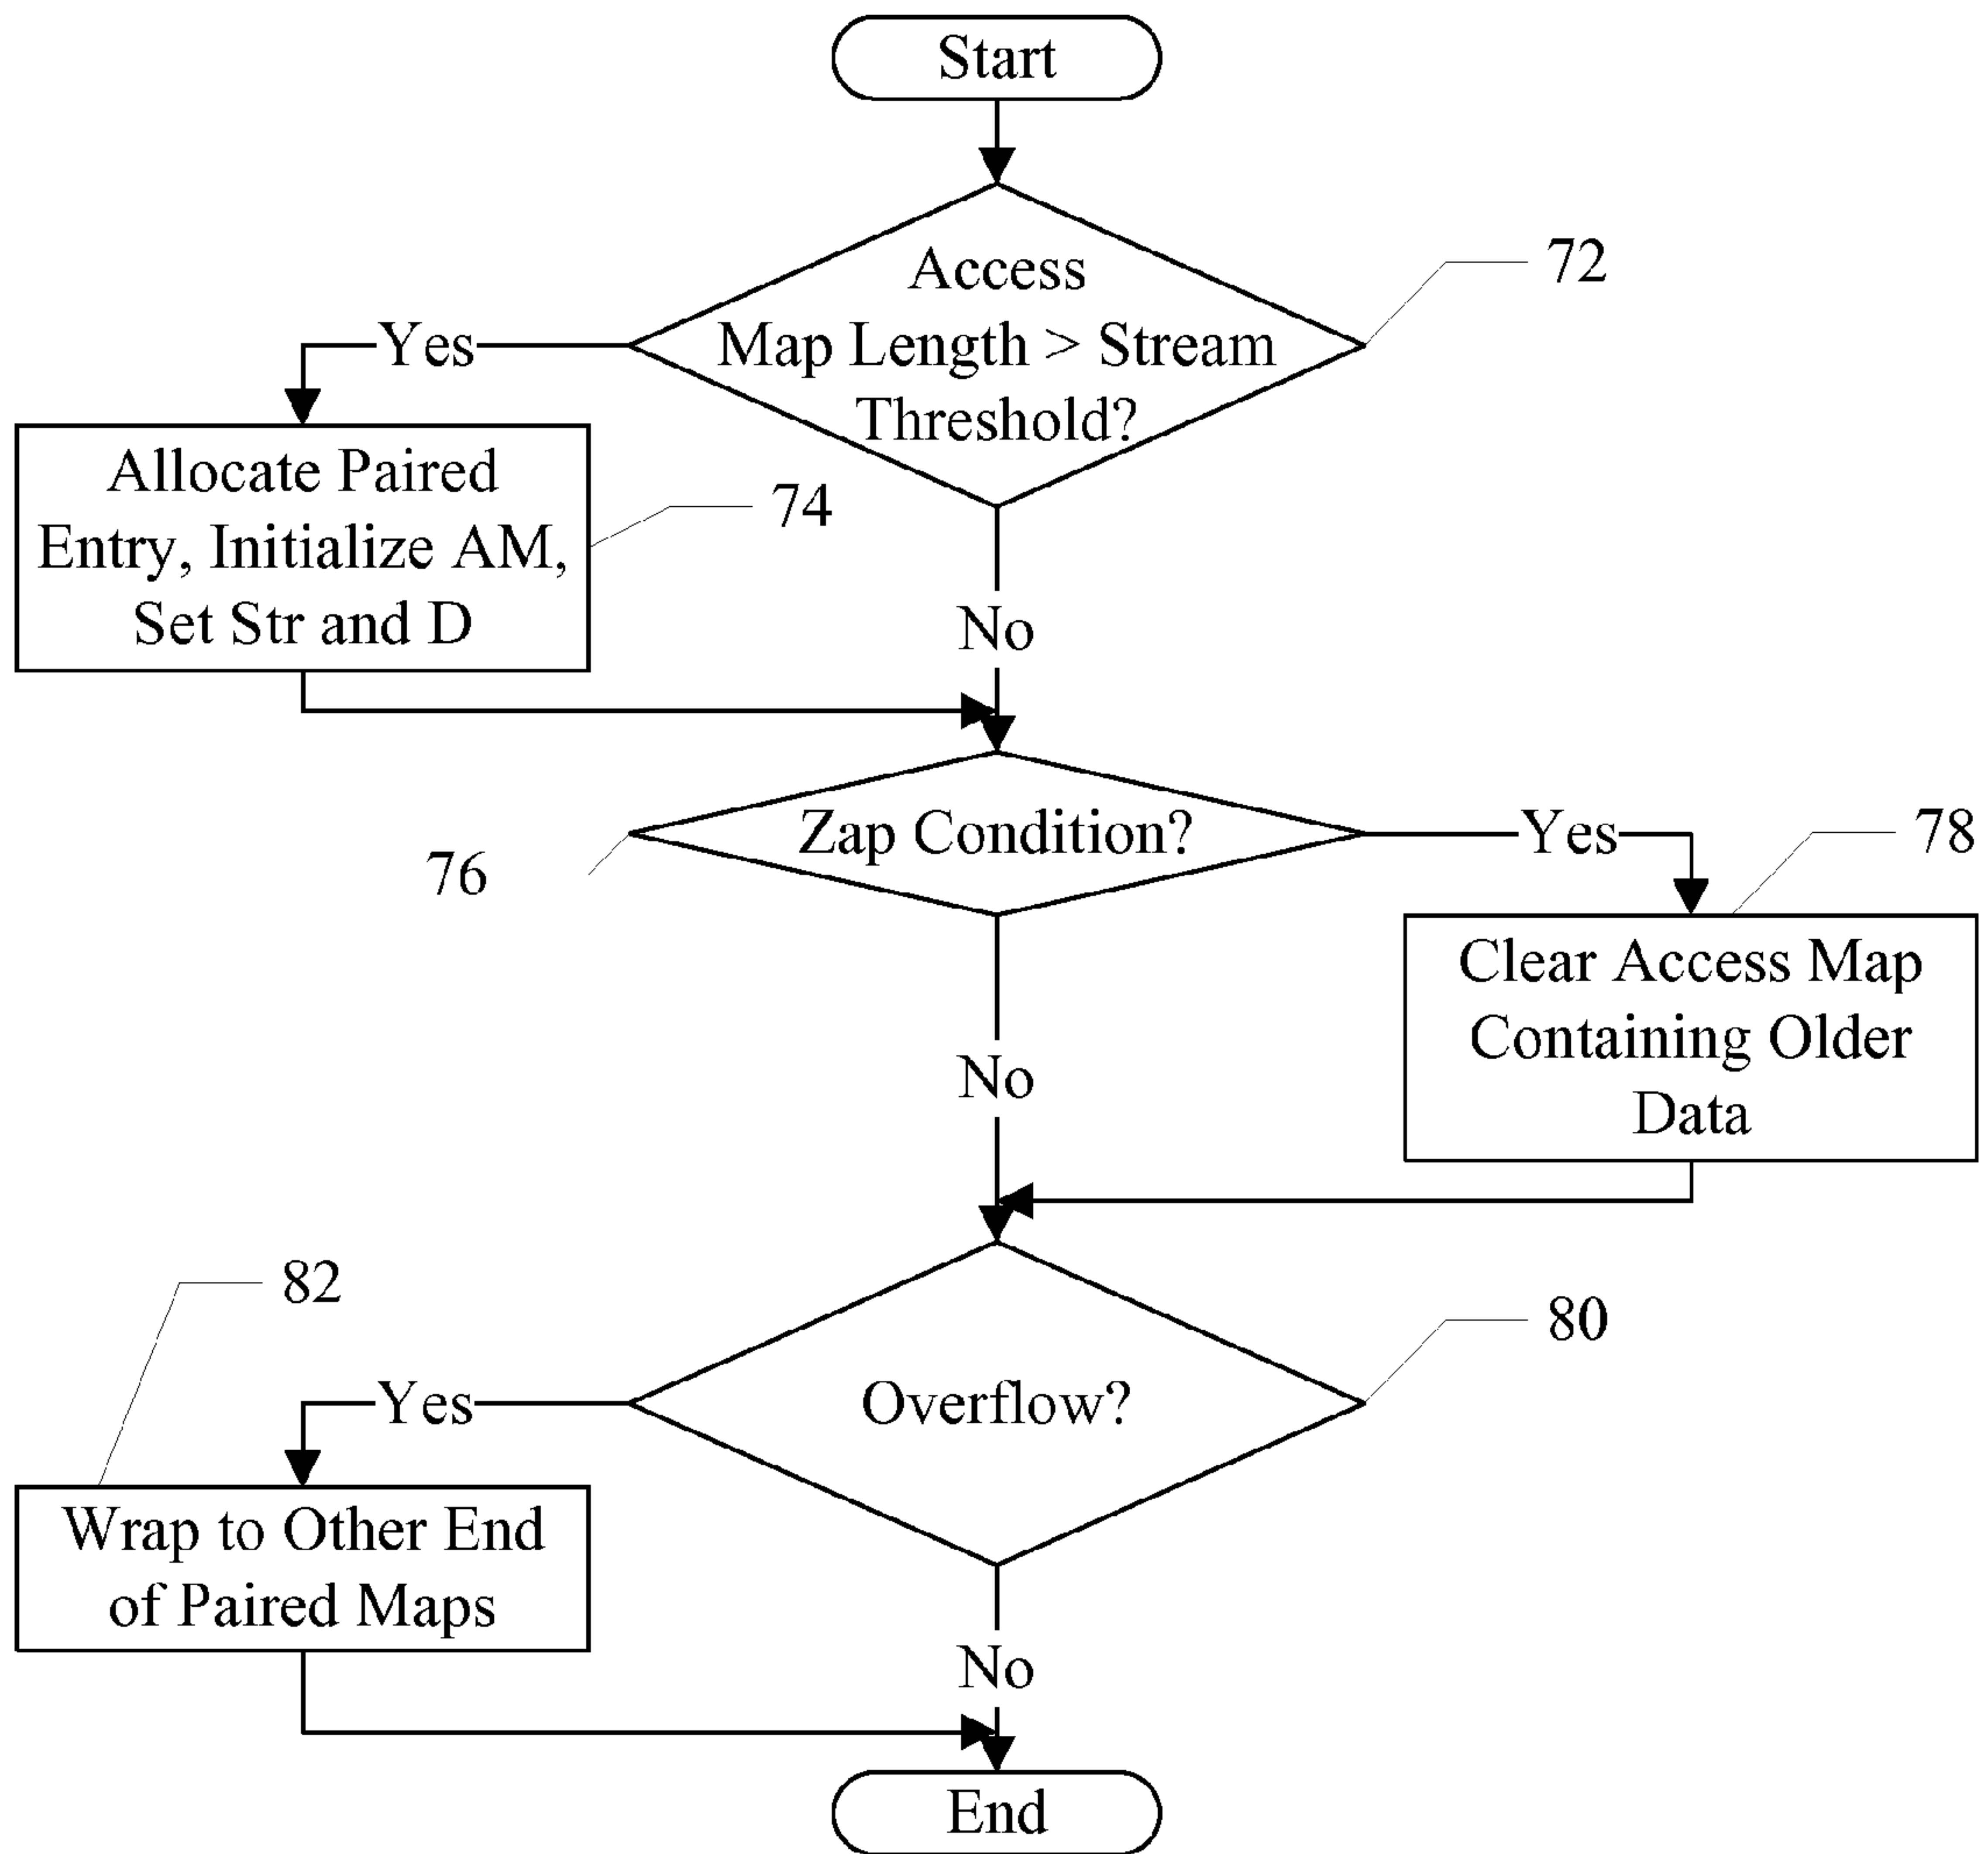 Start
Access
Map Length > Stream
Threshold?
72
Yes
Allocate Paired
Entry, Initialize AM,
Set Str and D
74
No
Zap Condition?
76
Yes
78
Clear Access Map
Containing Older
Data
No
82
80
Overflow?
Yes
Wrap to Other End
of Paired Maps
No
End